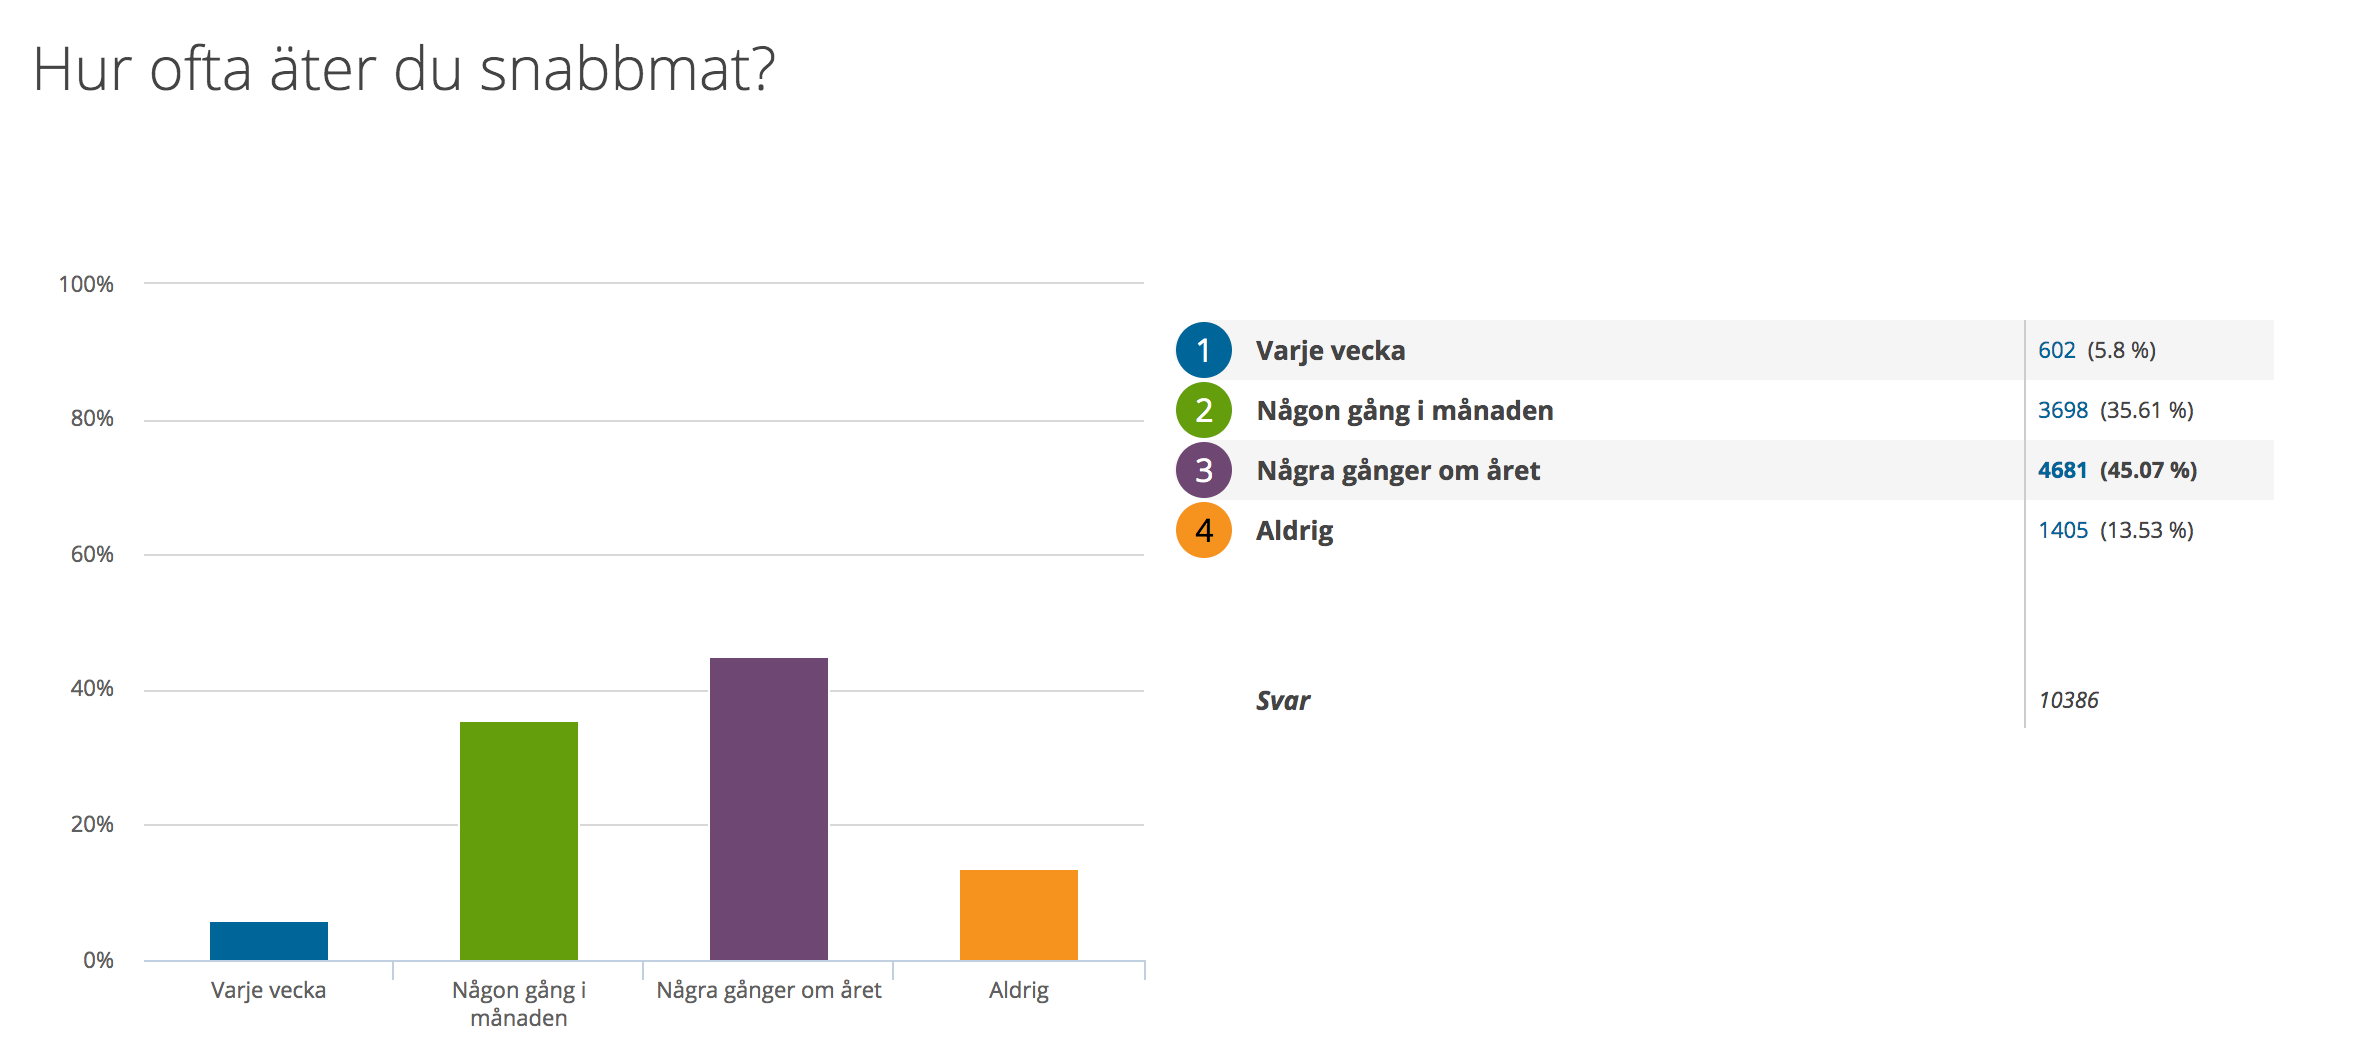 Hur ofta äter du snabbmat?
100%
80%
60%
40%
20%
0%
Varje vecka
Någon gång i
månaden
Några gånger om året
Aldrig
1 Varje vecka 602 (5.8 %)
2 Någon gång i månaden 3698 (35.61 %)
3 Några gånger om året 4681 (45.07 %)
4 Aldrig 1405 (13.53 %)
Svar 10386